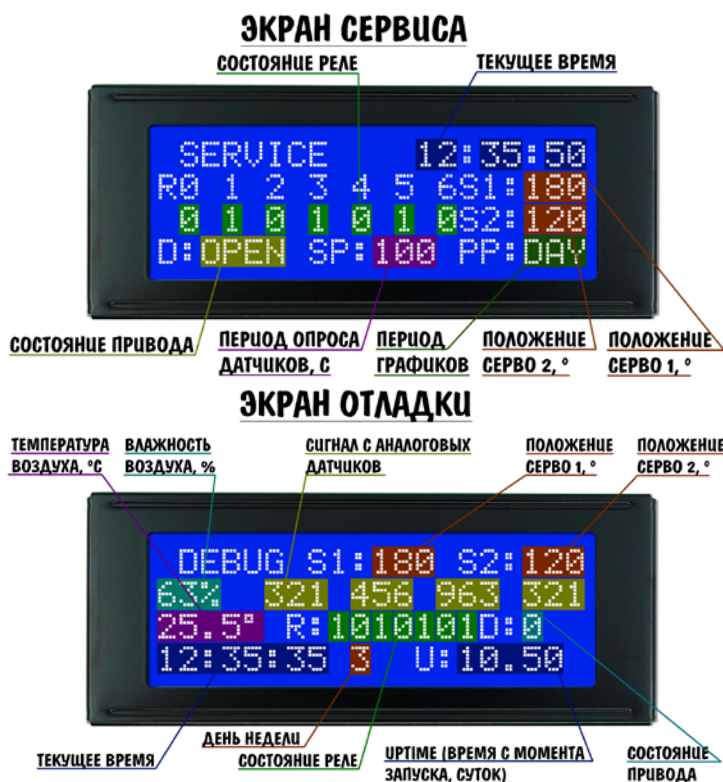 ЭКРАН СЕРВИСА
СОСТОЯНИЕ РЕЛЕ
ТЕКУЩЕЕ ВРЕМЯ
SERVICE 12:35:50
R0 1 2 3 4 5 6S1:180
0 1 0 1 0 1 0S2:120
D:OPEN SP:100 PP:DAY
СОСТОЯНИЕ ПРИВОДА
ПЕРИОД ОПРОСА
ДАТЧИКОВ, С
ПЕРИОД
ГРАФИКОВ
ПОЛОЖЕНИЕ
СЕРВО 2, °
ПОЛОЖЕНИЕ
СЕРВО 1, °
ЭКРАН ОТЛАДКИ
ТЕМПЕРАТУРА
ВОЗДУХА, °C
ВЛАЖНОСТЬ
ВОЗДУХА, %
СИГНАЛ С АНАЛОГОВЫХ
ДАТЧИКОВ
ПОЛОЖЕНИЕ
СЕРВО 1, °
ПОЛОЖЕНИЕ
СЕРВО 2, °
DEBUG S1:180 S2:120
63% 321 456 963 321
25.5° R:1010101D:0
12:35:35 3 U:10.50
ТЕКУЩЕЕ ВРЕМЯ
ДЕНЬ НЕДЕЛИ
СОСТОЯНИЕ РЕЛЕ
UPTIME (ВРЕМЯ С МОМЕНТА
ЗАПУСКА, СУТОК)
СОСТОЯНИЕ
ПРИВОДА